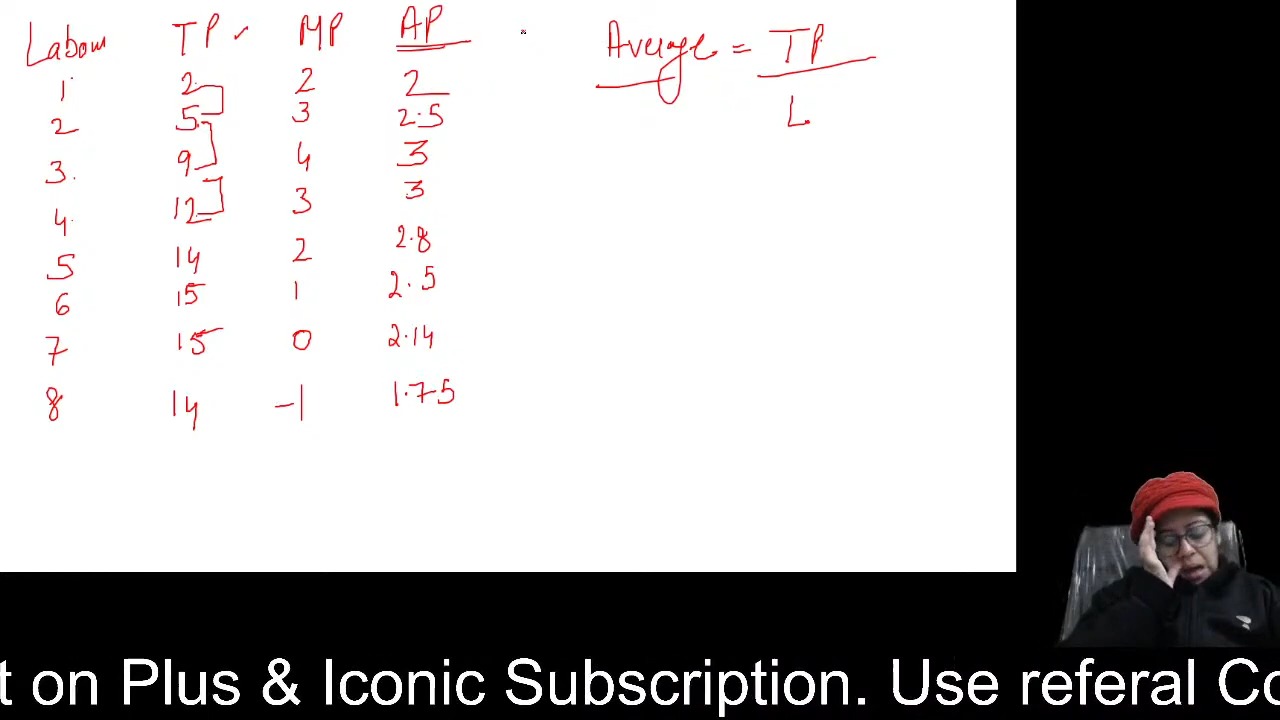 Labour TP MP AP Average = TP / L
1 2 2 2
2 5 3 2.5
3. 9 4 3
4. 12 3 3
5 14 2 2.8
6 15 1 2.5
7 15 0 2.14
8 14 -1 1.75
t on Plus & Iconic Subscription. Use referal Co